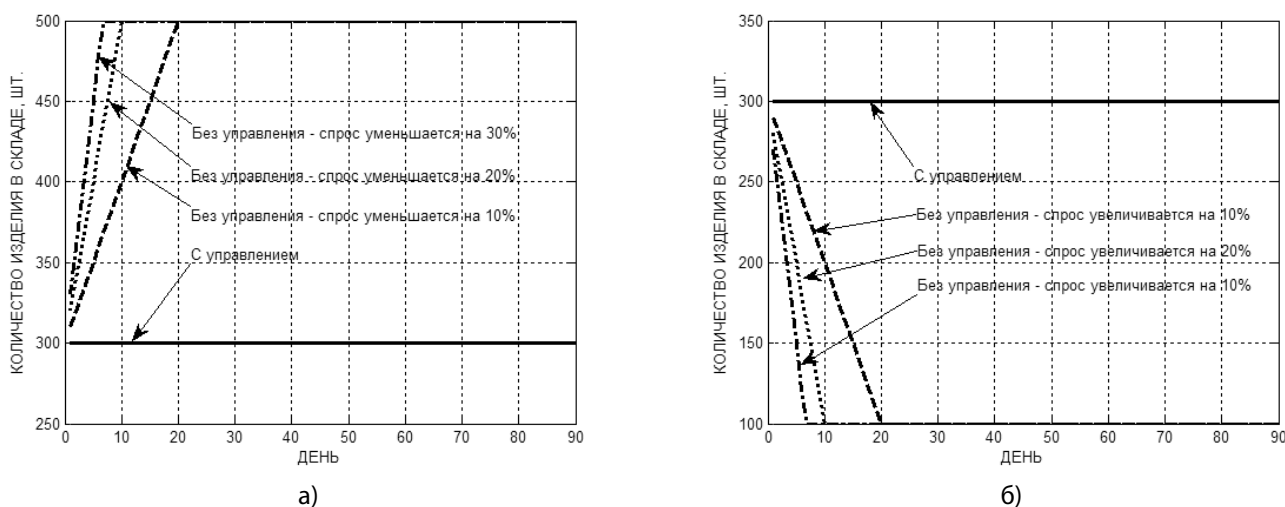 500
450
400
350
300
250
КОЛИЧЕСТВО ИЗДЕЛИЯ В СКЛАДЕ, ШТ.
Без управления - спрос уменьшается на 30%
Без управления - спрос уменьшается на 20%
Без управления - спрос уменьшается на 10%
С управлением
0 10 20 30 40 50 60 70 80 90
ДЕНЬ
а)
350
300
250
200
150
100
КОЛИЧЕСТВО ИЗДЕЛИЯ В СКЛАДЕ, ШТ.
С управлением
Без управления - спрос увеличивается на 10%
Без управления - спрос увеличивается на 20%
Без управления - спрос увеличивается на 10%
0 10 20 30 40 50 60 70 80 90
ДЕНЬ
б)